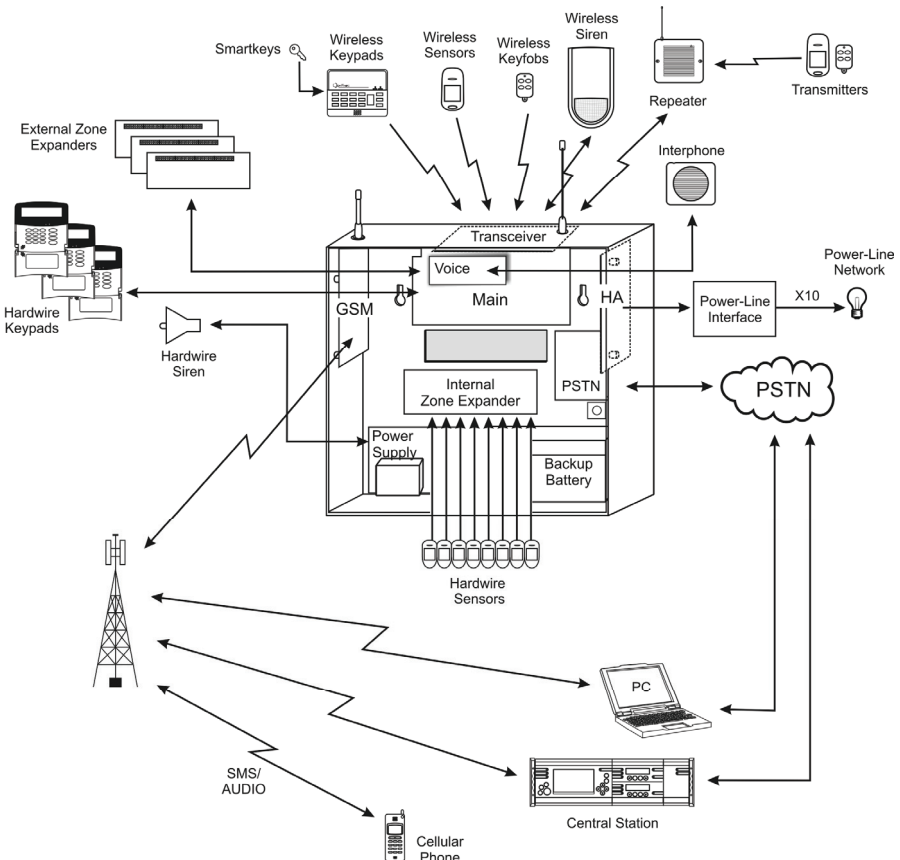 Wireless
Siren
Smartkeys
Wireless
Keypads
Wireless
Sensors
Wireless
Keyfobs
Repeater
Transmitters
External Zone
Expanders
Interphone
Transceiver
Voice
Main
GSM
HA
Power-Line
Network
Power-Line
Interface
X10
Hardwire
Keypads
Hardwire
Siren
Internal
Zone Expander
PSTN
PSTN
Power
Supply
Backup
Battery
Hardwire
Sensors
PC
SMS/
AUDIO
Central Station
Cellular
Phone